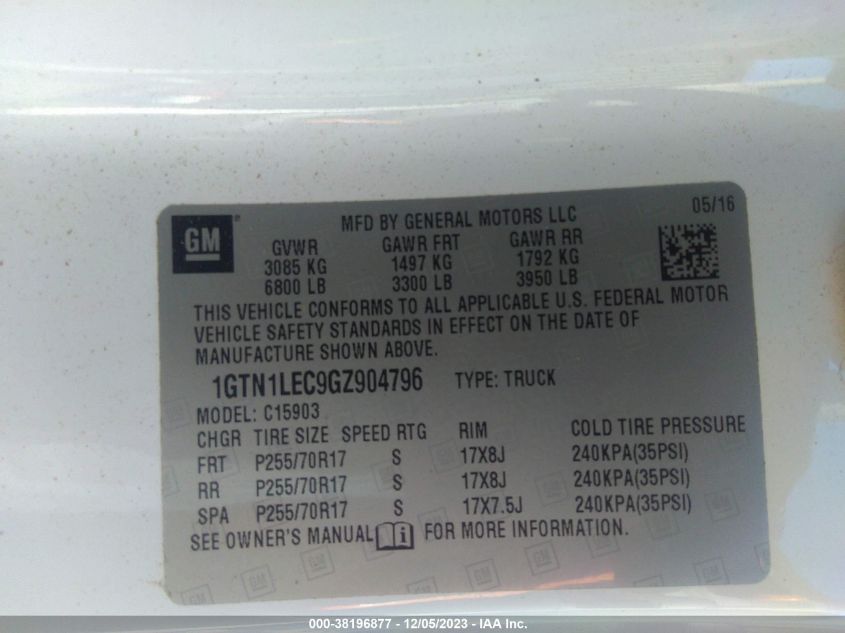 GM®
MFD BY GENERAL MOTORS LLC 05/16
GVWR GAWR FRT GAWR RR
3085 KG 1497 KG 1792 KG
6800 LB 3300 LB 3950 LB
THIS VEHICLE CONFORMS TO ALL APPLICABLE U.S. FEDERAL MOTOR
VEHICLE SAFETY STANDARDS IN EFFECT ON THE DATE OF
MANUFACTURE SHOWN ABOVE.
1GTN1LEC9GZ904796 TYPE: TRUCK
MODEL: C15903
CHGR TIRE SIZE SPEED RTG RIM COLD TIRE PRESSURE
FRT P255/70R17 S 17X8J 240KPA(35PSI)
RR P255/70R17 S 17X8J 240KPA(35PSI)
SPA P255/70R17 S 17X7.5J 240KPA(35PSI)
SEE OWNER'S MANUAL i FOR MORE INFORMATION.
000-38196877 - 12/05/2023 - IAA Inc.